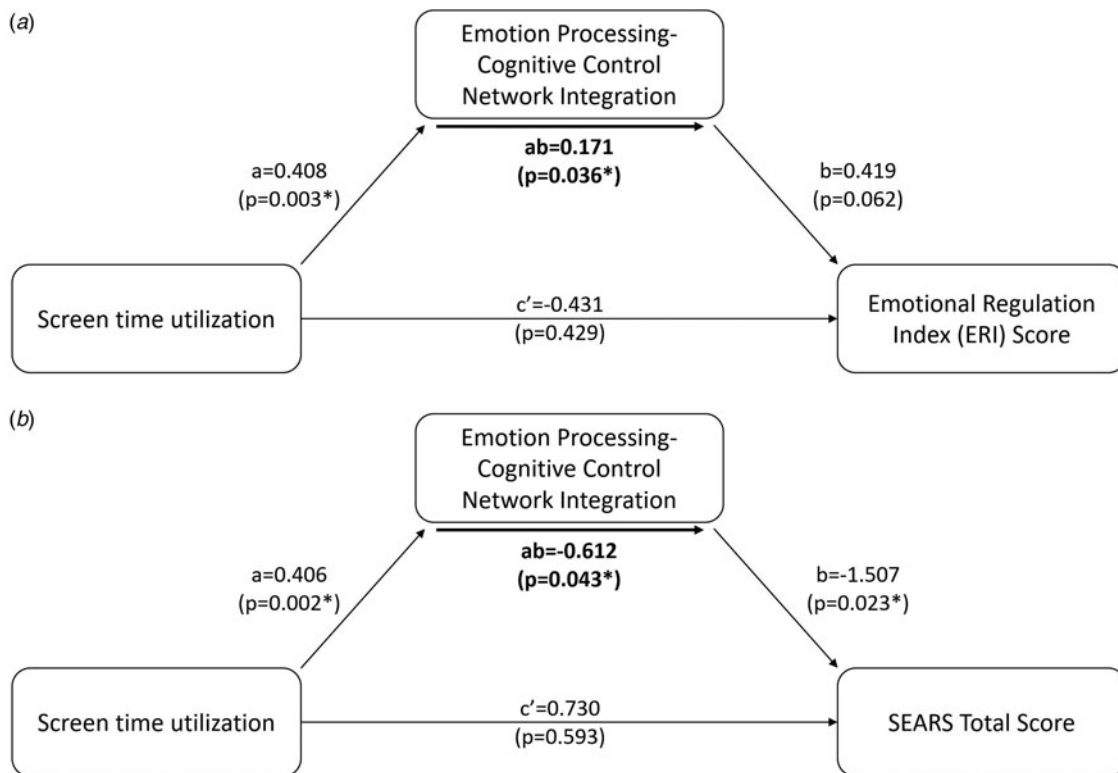 (a)
Emotion Processing-
Cognitive Control
Network Integration
ab=0.171
(p=0.036*)
a=0.408
(p=0.003*)
b=0.419
(p=0.062)
Screen time utilization
c'=-0.431
(p=0.429)
Emotional Regulation
Index (ERI) Score
(b)
Emotion Processing-
Cognitive Control
Network Integration
ab=-0.612
(p=0.043*)
a=0.406
(p=0.002*)
b=-1.507
(p=0.023*)
Screen time utilization
c'=0.730
(p=0.593)
SEARS Total Score